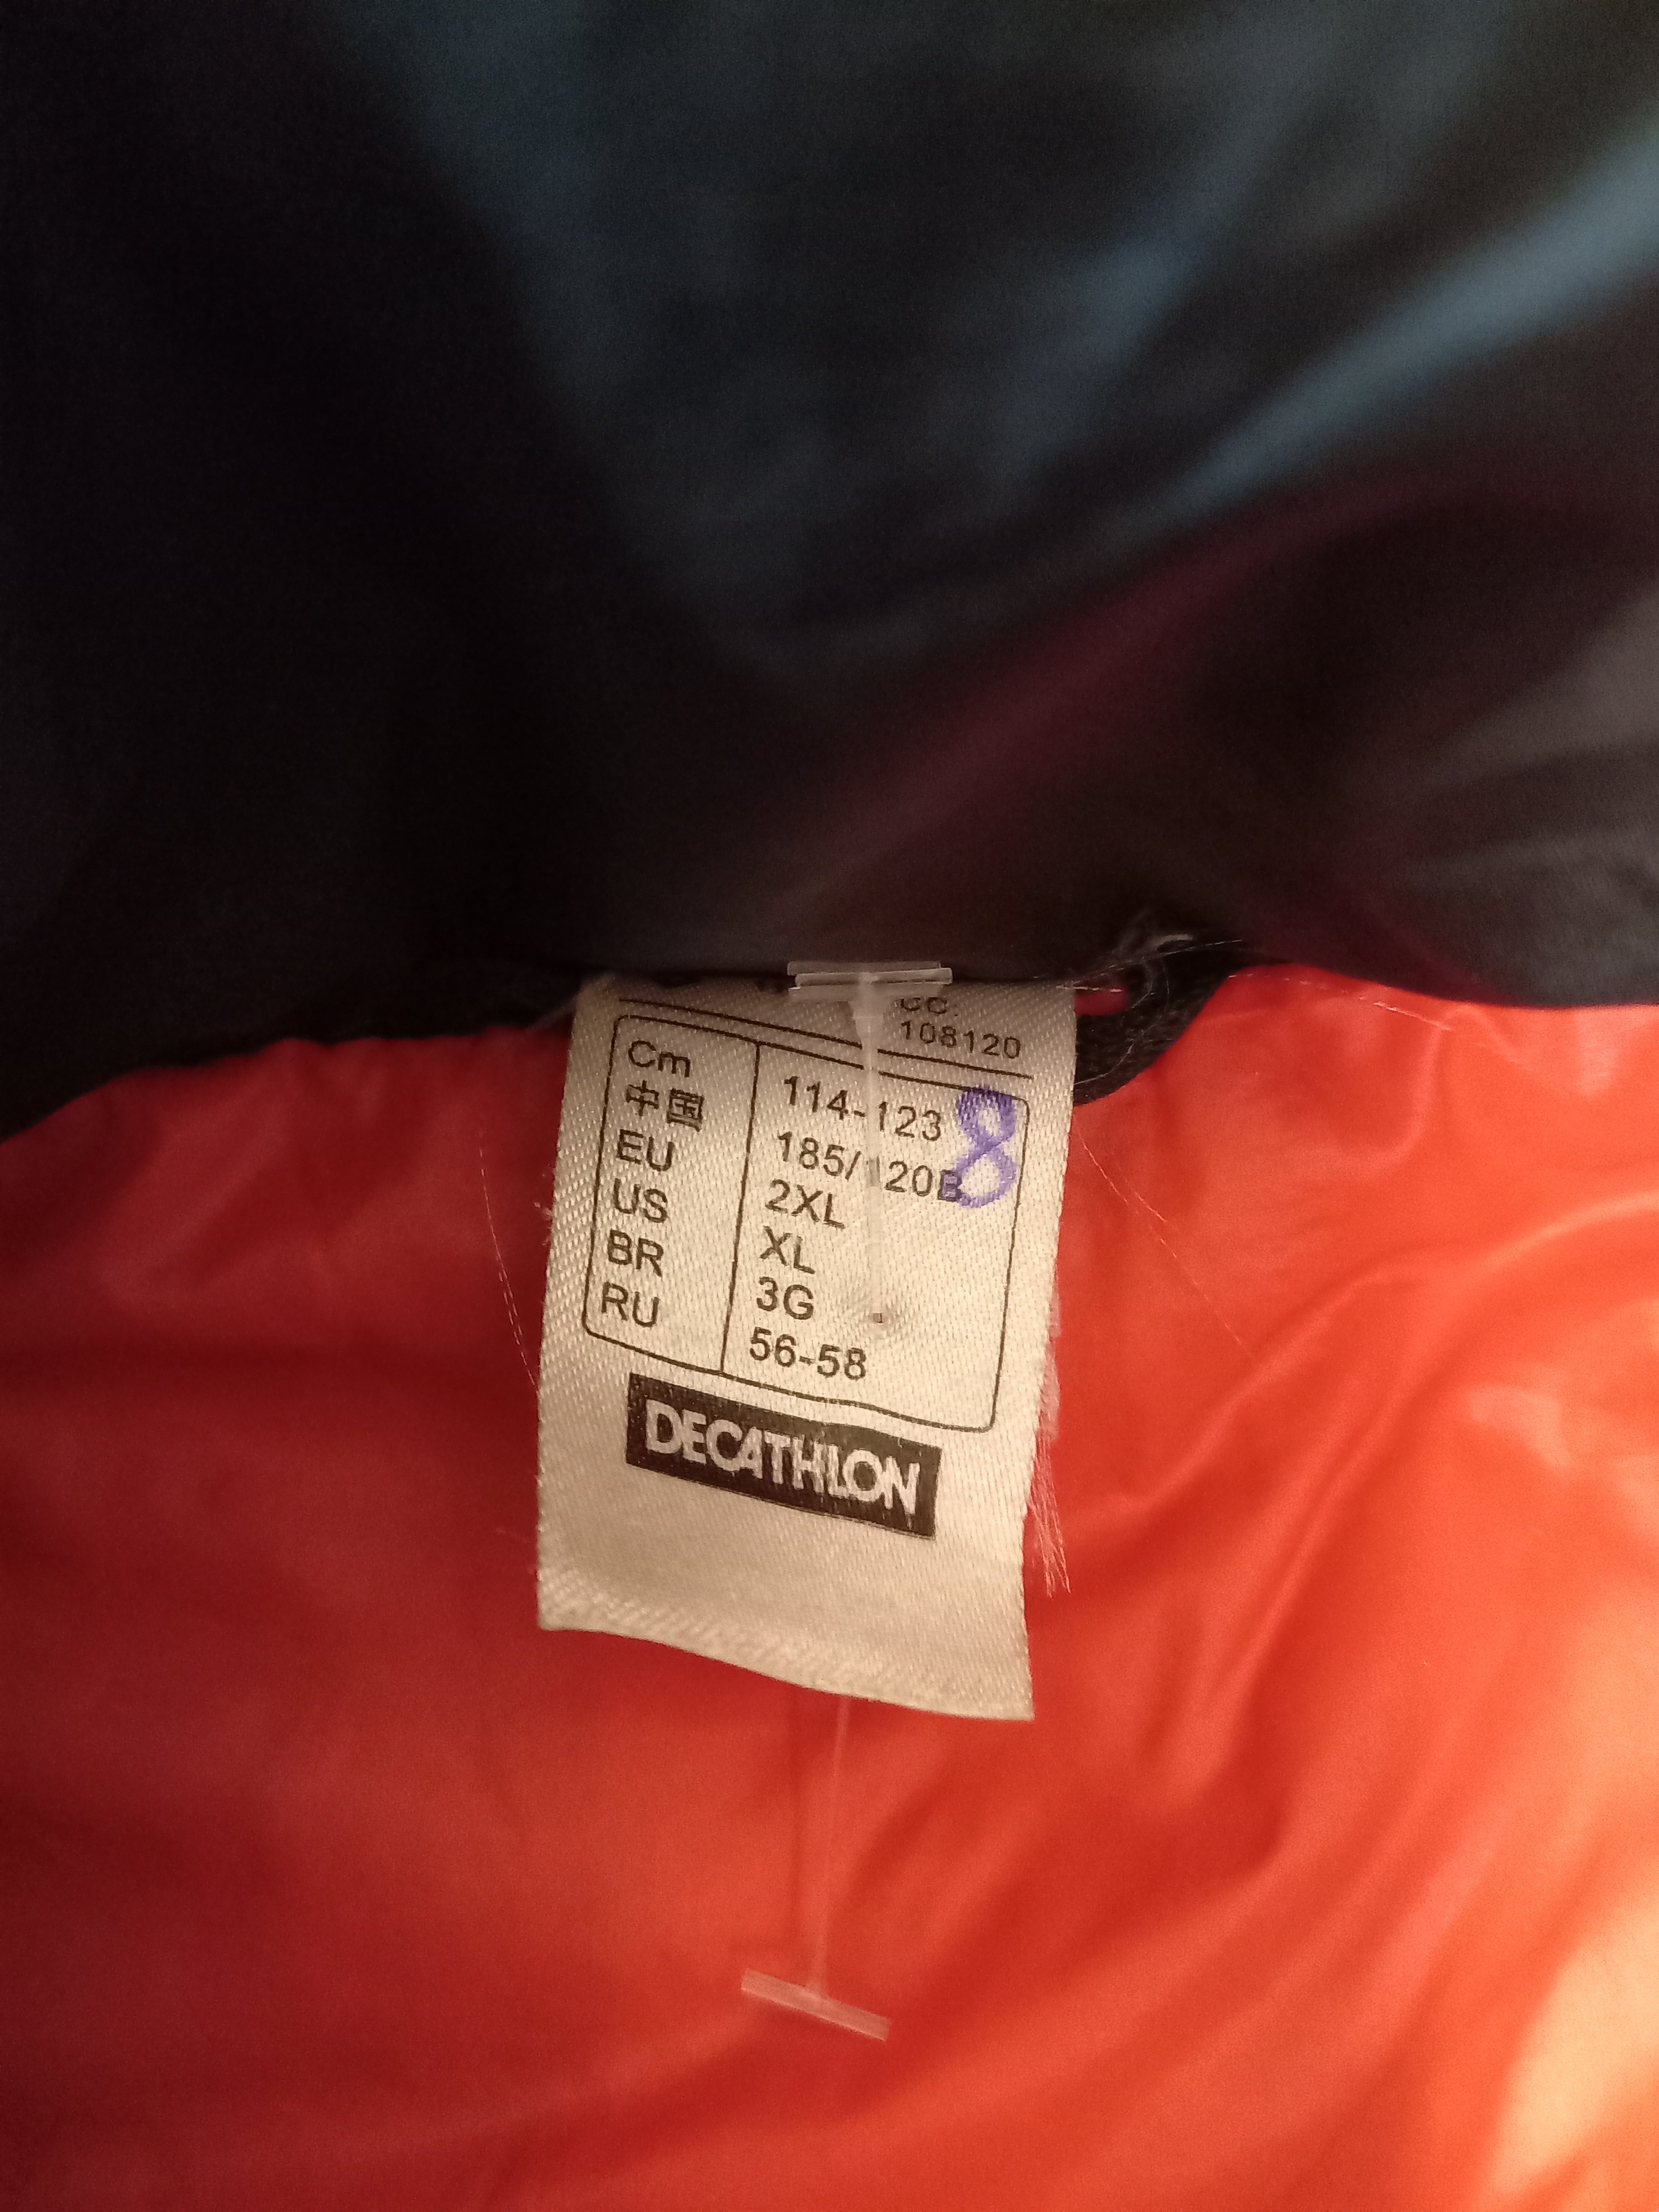 CC:
108120
Cm 114-123
中国 185/120B
EU 2XL
US XL
BR 3G
RU 56-58
8
DECATHLON